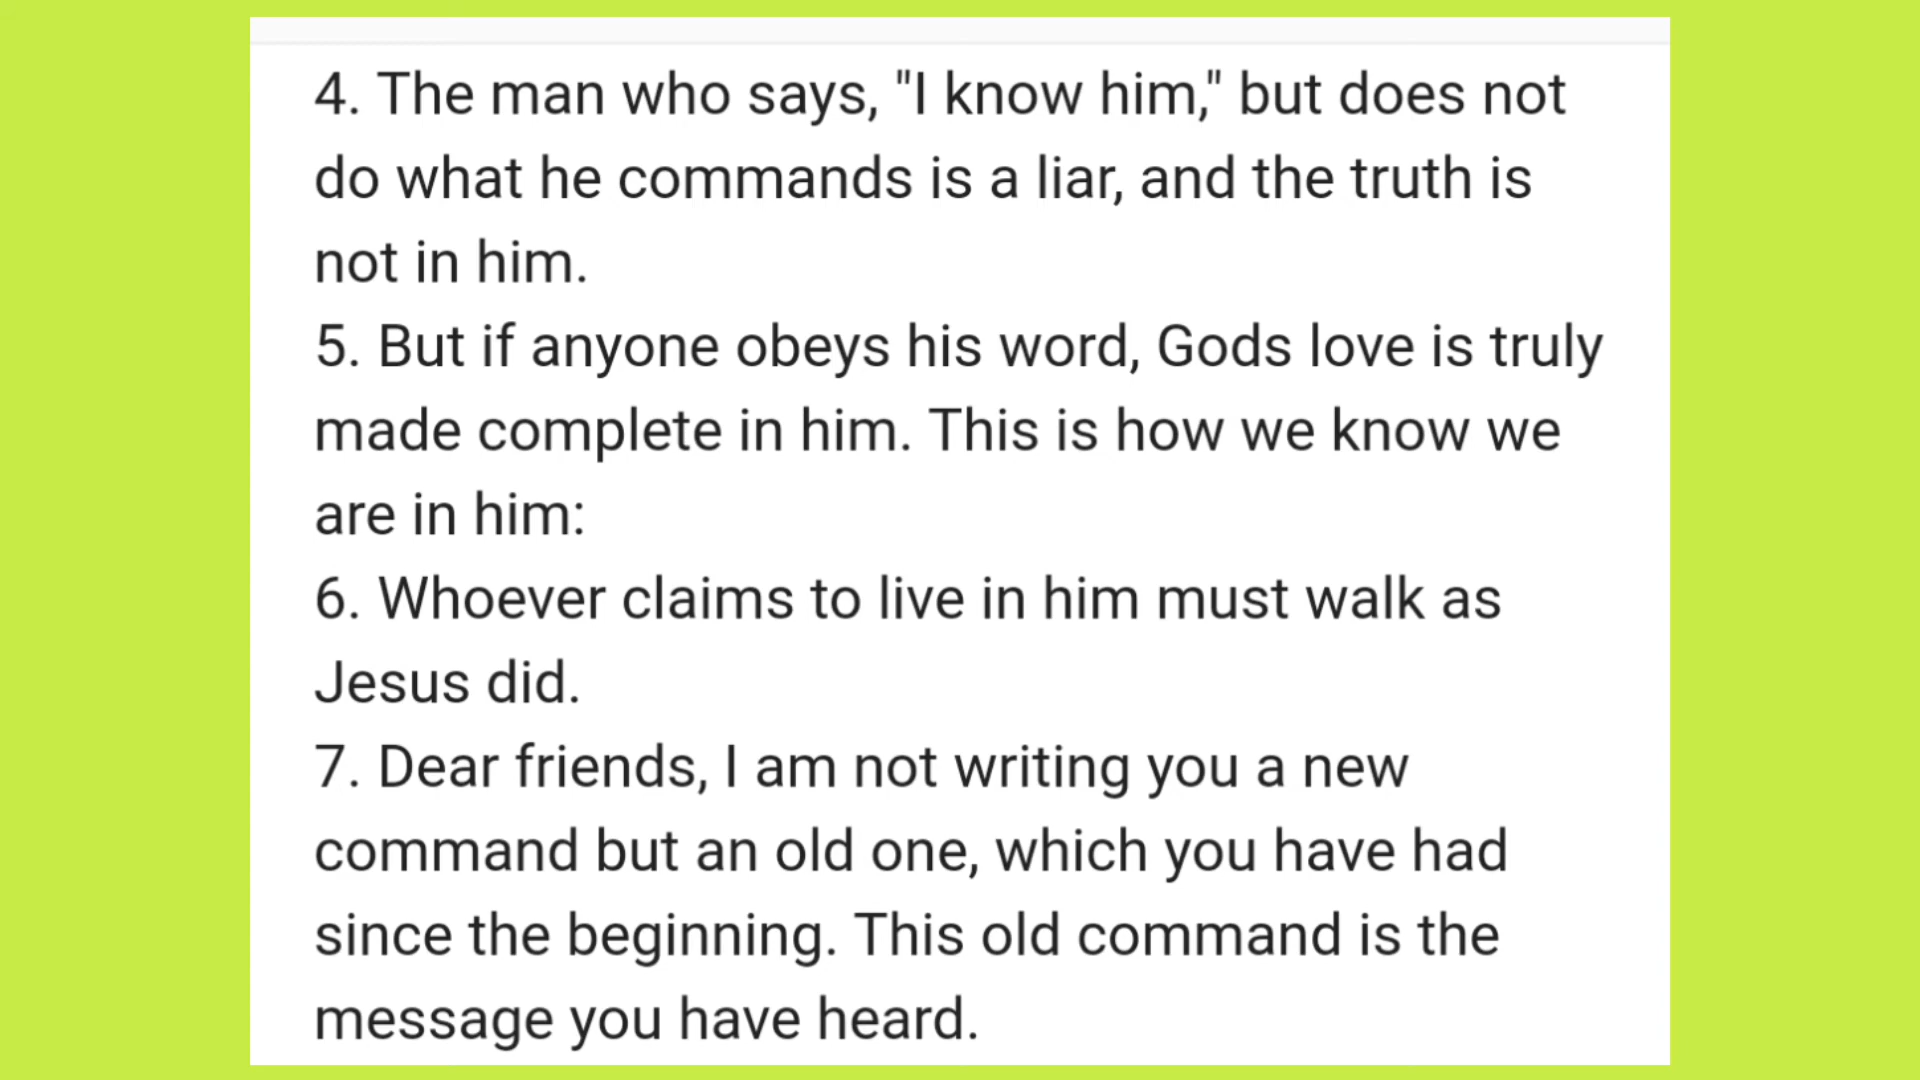 4. The man who says, "I know him," but does not
do what he commands is a liar, and the truth is
not in him.
5. But if anyone obeys his word, Gods love is truly
made complete in him. This is how we know we
are in him:
6. Whoever claims to live in him must walk as
Jesus did.
7. Dear friends, I am not writing you a new
command but an old one, which you have had
since the beginning. This old command is the
message you have heard.